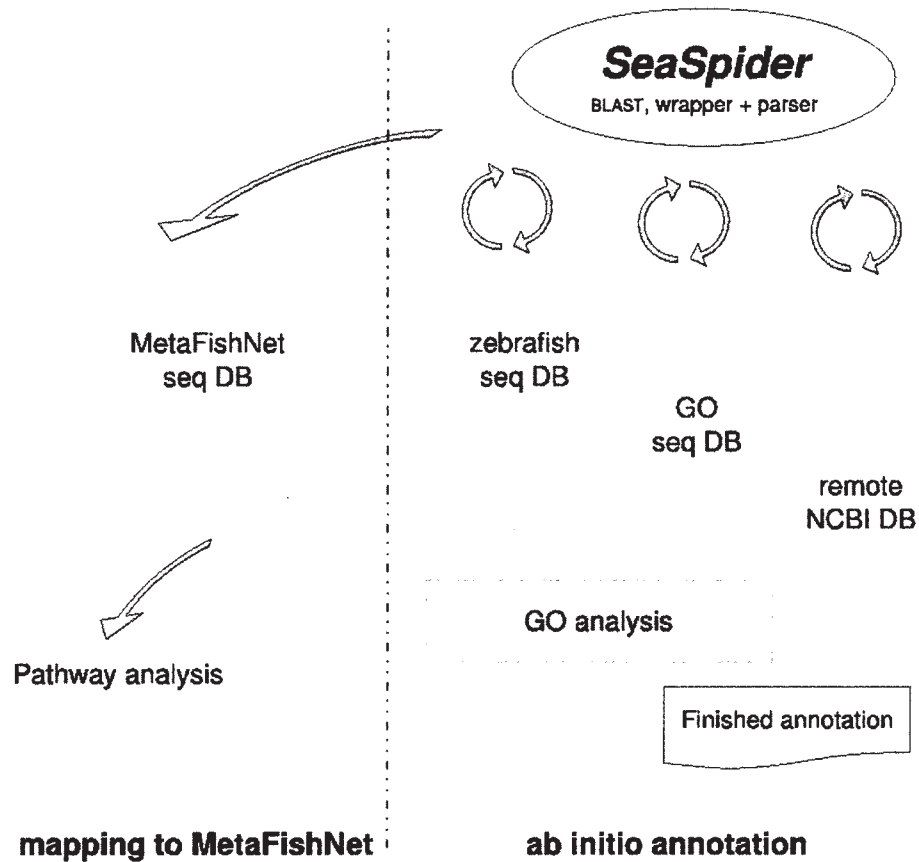 SeaSpider
BLAST, wrapper + parser
MetaFishNet
seq DB
zebrafish
seq DB
GO
seq DB
remote
NCBI DB
GO analysis
Pathway analysis
Finished annotation
mapping to MetaFishNet
ab initio annotation